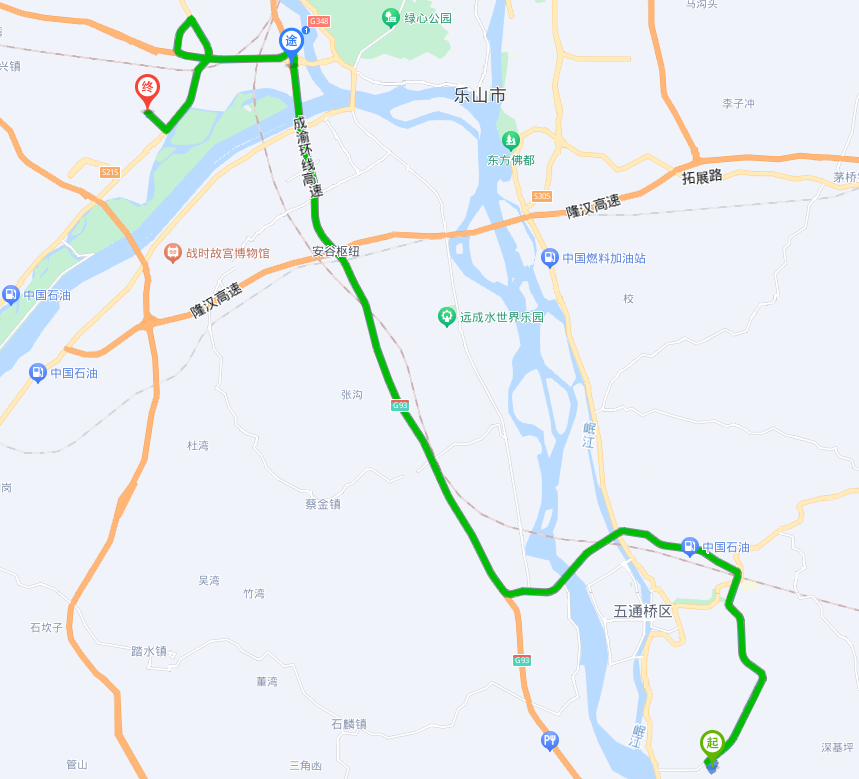 马沟头
G348
绿心公园
途
兴镇
终
乐山市
李子冲
成渝环线高速
东方佛都
S215
拓展路
茅桥
S305
隆汉高速
安谷枢纽
战时故宫博物馆
中国燃料加油站
中国石油
隆汉高速
校
远成水世界乐园
中国石油
张沟
G93
岷江
杜湾
岗
蔡金镇
中国石油
吴湾
竹湾
五通桥区
石坎子
踏水镇
G93
董湾
石麟镇
岷江
起
深基坪
管山
三角凼